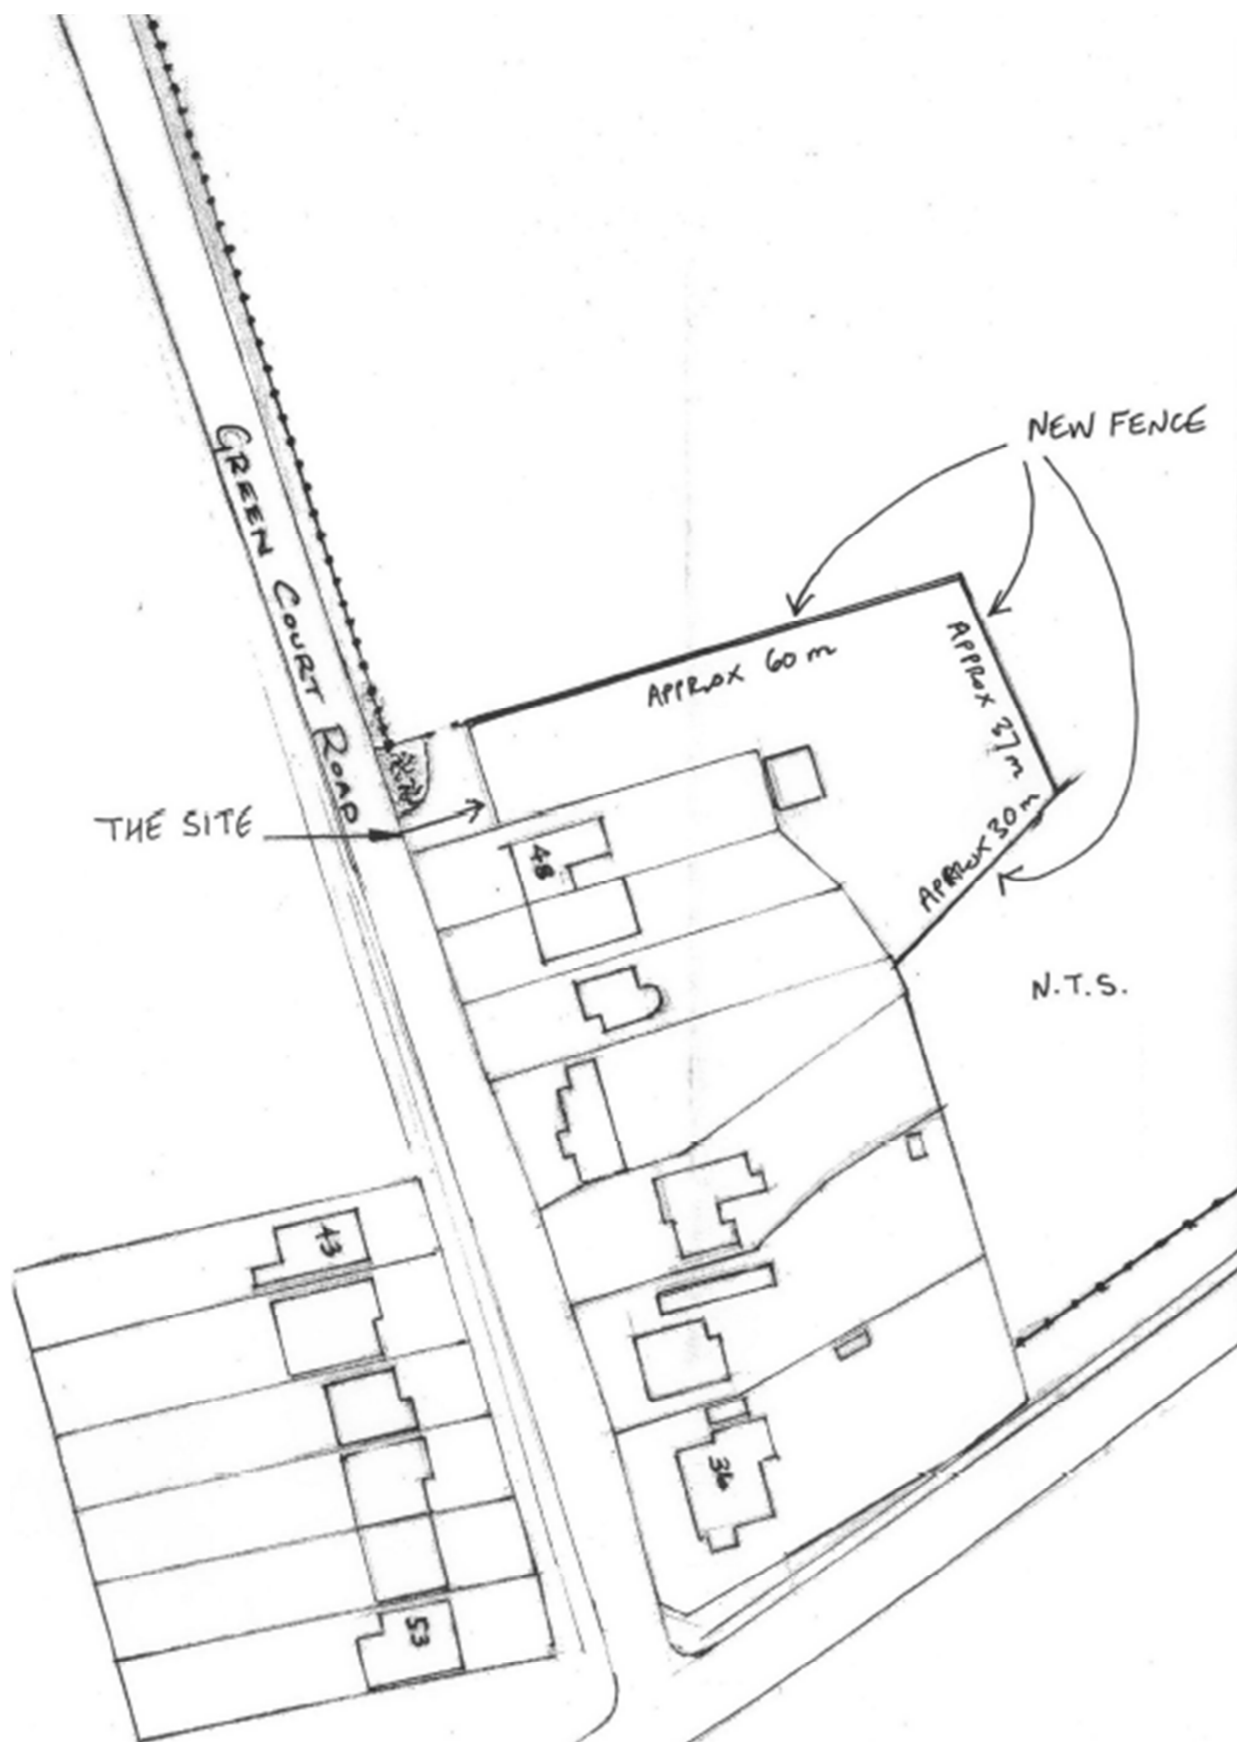 NEW FENCE
GREEN COURT ROAD
APPROX 60 m
APPROX 37 m
APPROX 30 m
THE SITE
48
N.T.S.
43
36
53